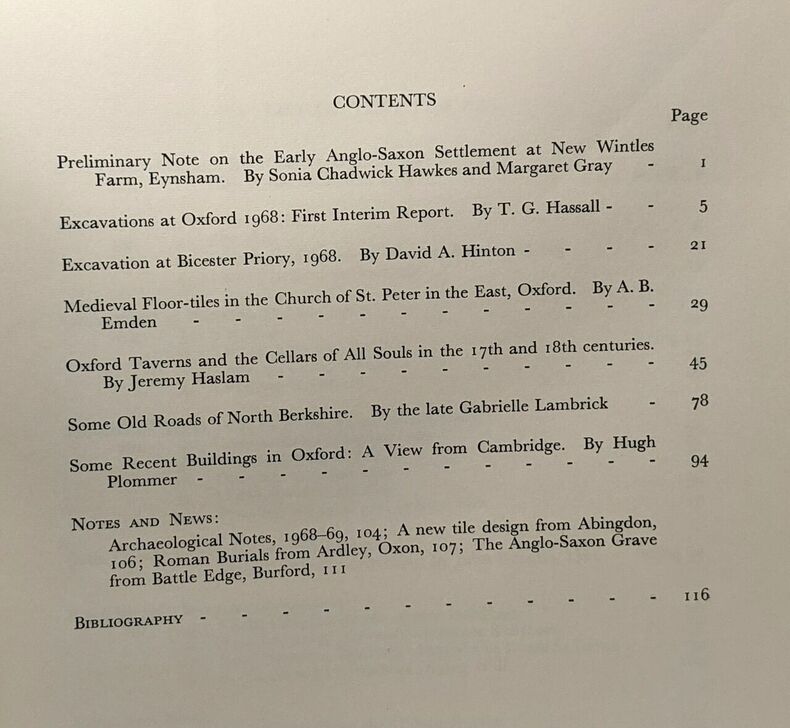 CONTENTS
Page
Preliminary Note on the Early Anglo-Saxon Settlement at New Wintles
Farm, Eynsham. By Sonia Chadwick Hawkes and Margaret Gray - 1
Excavations at Oxford 1968: First Interim Report. By T. G. Hassall - - 5
Excavation at Bicester Priory, 1968. By David A. Hinton - - - - 21
Medieval Floor-tiles in the Church of St. Peter in the East, Oxford. By A. B.
Emden - - - - - - - - - - - - 29
Oxford Taverns and the Cellars of All Souls in the 17th and 18th centuries.
By Jeremy Haslam - - - - - - - - - - 45
Some Old Roads of North Berkshire. By the late Gabrielle Lambrick - 78
Some Recent Buildings in Oxford: A View from Cambridge. By Hugh
Plommer - - - - - - - - - - - - 94
NOTES AND NEWS:
Archaeological Notes, 1968–69, 104; A new tile design from Abingdon,
106; Roman Burials from Ardley, Oxon, 107; The Anglo-Saxon Grave
from Battle Edge, Burford, 111
BIBLIOGRAPHY - - - - - - - - - - - - 116